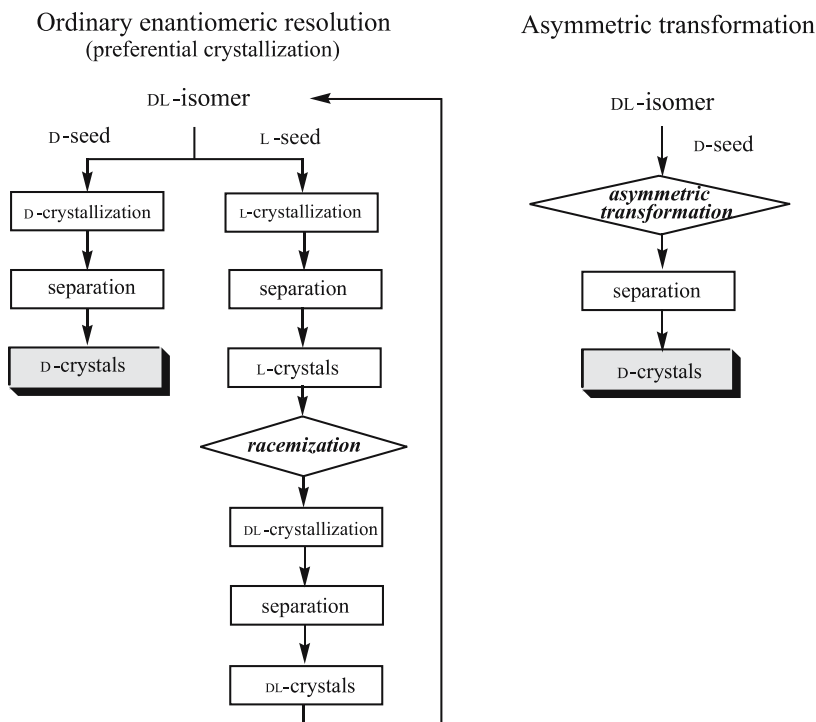 Ordinary enantiomeric resolution
(preferential crystallization)
DL-isomer
D-seed
L-seed
D-crystallization
L-crystallization
separation
separation
D-crystals
L-crystals
racemization
DL-crystallization
separation
DL-crystals
Asymmetric transformation
DL-isomer
D-seed
asymmetric
transformation
separation
D-crystals